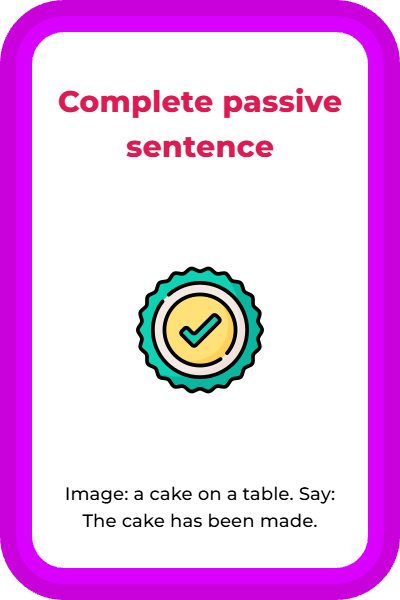 Complete passive
sentence
Image: a cake on a table. Say:
The cake has been made.